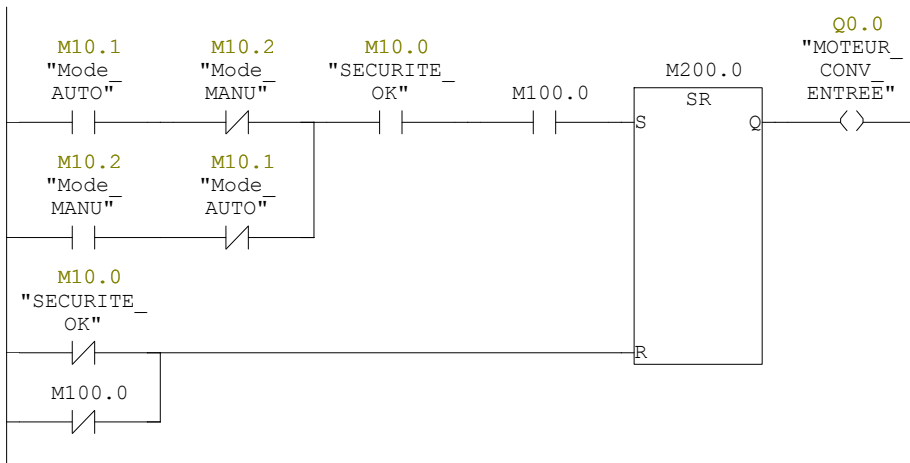 Q0.0
M10.1
M10.2
M10.0
"MOTEUR_
"Mode_
"Mode_
"SECURITE_
M200.0
CONV_
AUTO"
MANU"
OK"
M100.0
SR
ENTREE"
S
Q
M10.2
M10.1
"Mode_
"Mode_
MANU"
AUTO"
M10.0
"SECURITE_
OK"
R
M100.0